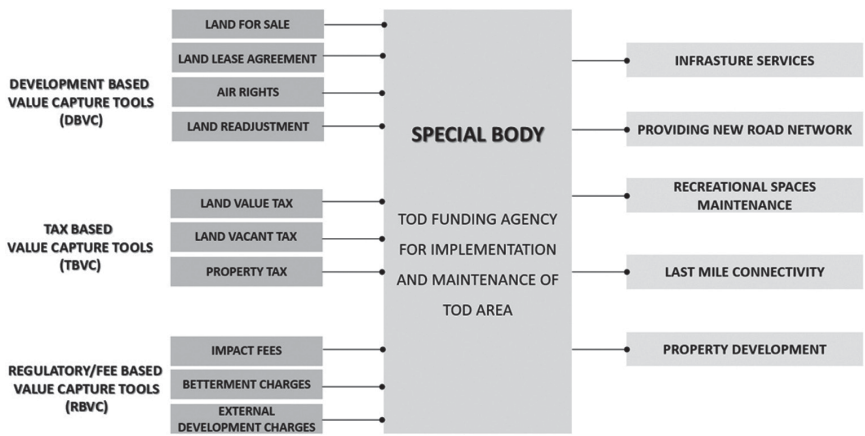 DEVELOPMENT BASED
VALUE CAPTURE TOOLS
(DBVC)
LAND FOR SALE
LAND LEASE AGREEMENT
AIR RIGHTS
LAND READJUSTMENT
TAX BASED
VALUE CAPTURE TOOLS
(TBVC)
LAND VALUE TAX
LAND VACANT TAX
PROPERTY TAX
REGULATORY/FEE BASED
VALUE CAPTURE TOOLS
(RBVC)
IMPACT FEES
BETTERMENT CHARGES
EXTERNAL
DEVELOPMENT CHARGES
SPECIAL BODY
TOD FUNDING AGENCY
FOR IMPLEMENTATION
AND MAINTENANCE OF
TOD AREA
INFRASTURE SERVICES
PROVIDING NEW ROAD NETWORK
RECREATIONAL SPACES
MAINTENANCE
LAST MILE CONNECTIVITY
PROPERTY DEVELOPMENT